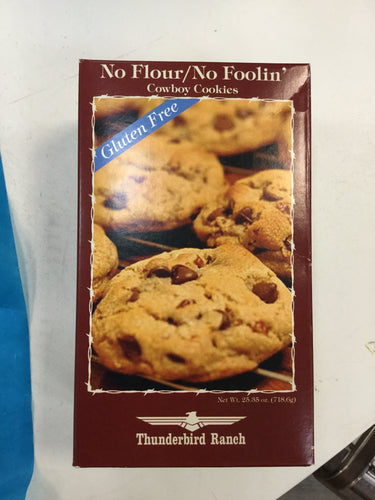 No Flour/No Foolin'
Cowboy Cookies
Gluten Free
Net Wt. 25.35 oz. (718.6g)
Thunderbird Ranch